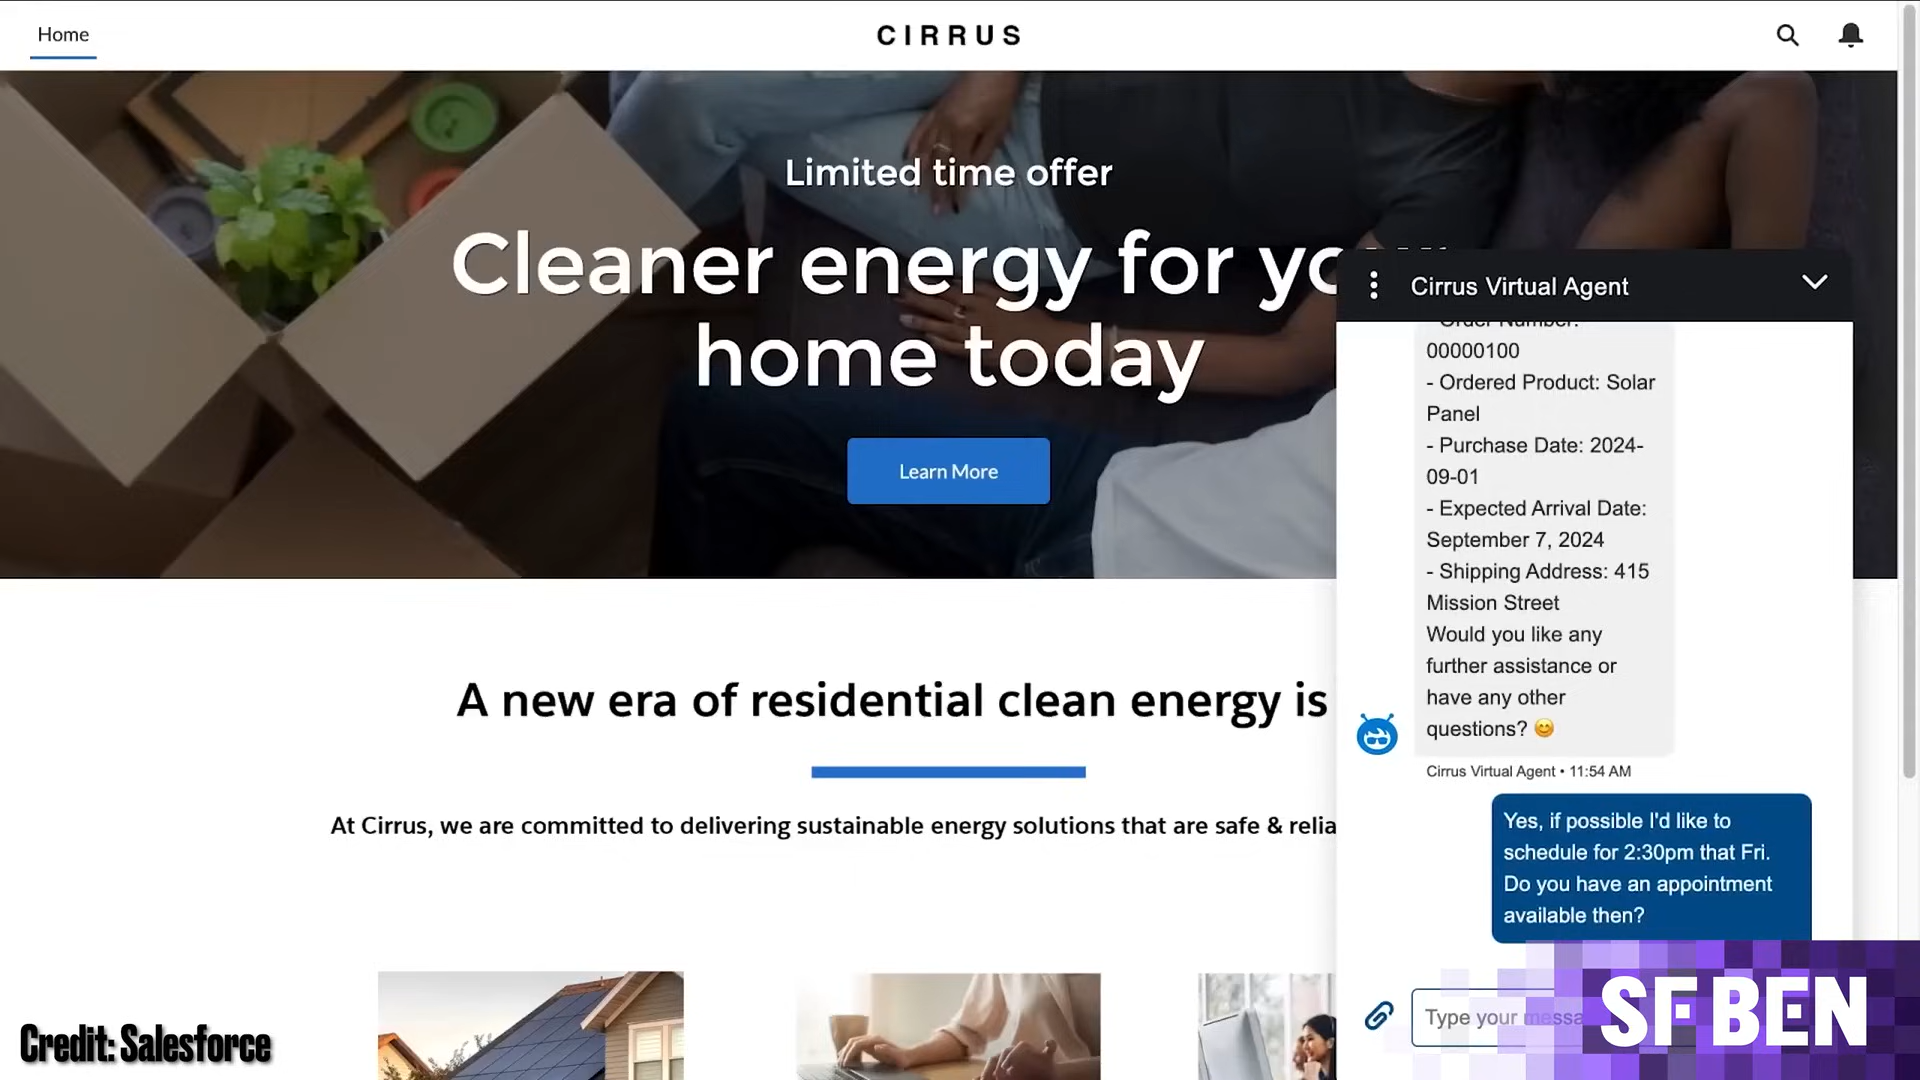 Home
CIRRUS
Limited time offer
Cleaner energy for
home today
Learn More
A new era of residential clean energy is
At Cirrus, we are committed to delivering sustainable energy solutions that are safe &
Cirrus Virtual Agent
- Order Number:
00000100
- Ordered Product: Solar
Panel
- Purchase Date: 2024-
09-01
- Expected Arrival Date:
September 7, 2024
- Shipping Address: 415
Mission Street
Would you like any
further assistance or
have any other
questions? 😊
Cirrus Virtual Agent • 11:54 AM
Yes, if possible I'd like to
schedule for 2:30pm that Fri.
Do you have an appointment
available then?
Type your
SF BEN
Credit: Salesforce